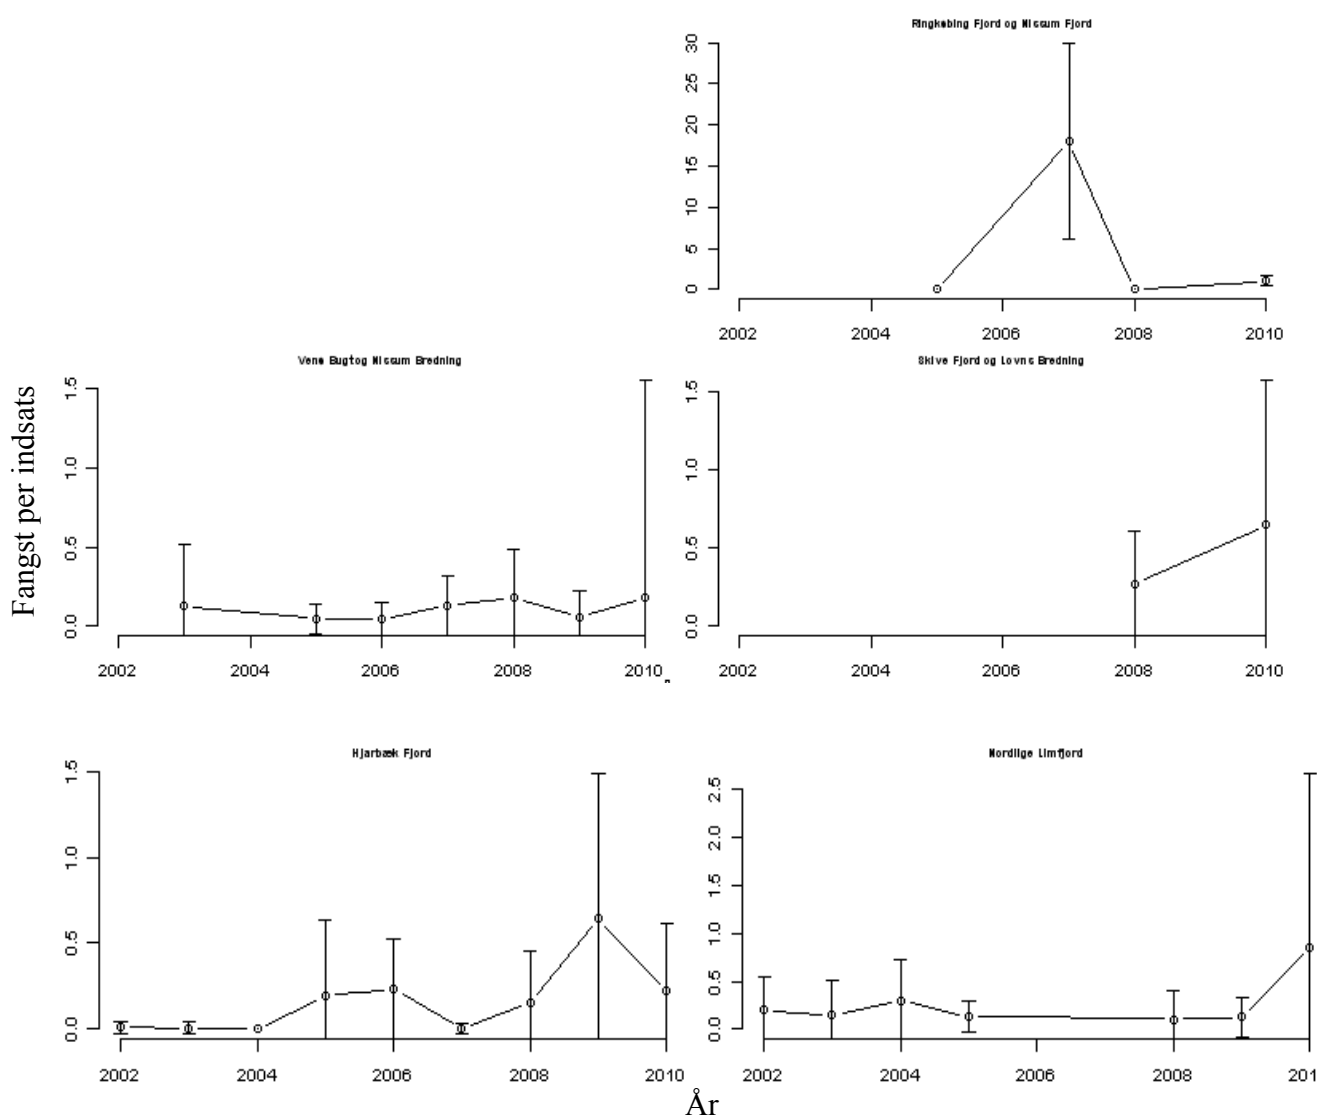 Ringkøbing Fjord og Nissum Fjord
30
25
20
15
10
5
0
2002 2004 2006 2008 2010
Venø Bugt og Nissum Bredning
1.5
1.0
0.5
0.0
2002 2004 2006 2008 2010
Skive Fjord og Lovns Bredning
1.5
1.0
0.5
0.0
2002 2004 2006 2008 2010
Fangst per indsats
Hjarbæk Fjord
1.5
1.0
0.5
0.0
2002 2004 2006 2008 2010
Nordlige Limfjord
2.5
2.0
1.5
1.0
0.5
0.0
2002 2004 2006 2008 201
År